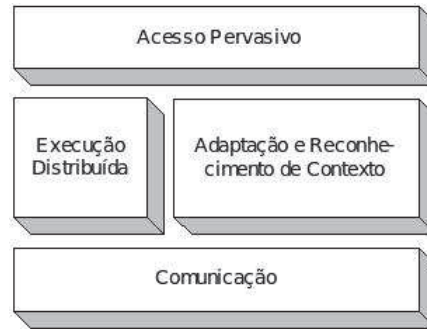 Acesso Pervasivo
Execução
Distribuída
Adaptação e Reconhe-
cimento de Contexto
Comunicação